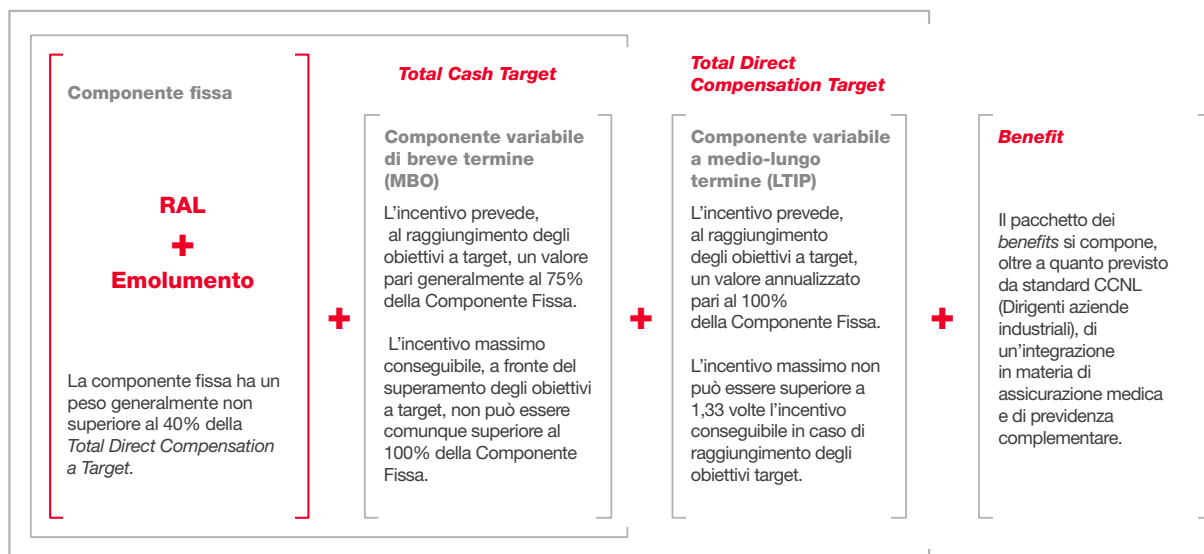 Componente fissa
RAL
+
Emolumento
La componente fissa ha un
peso generalmente non
superiore al 40% della
Total Direct Compensation
a Target.
+
Total Cash Target
Componente variabile
di breve termine
(MBO)
L’incentivo prevede,
al raggiungimento degli
obiettivi a target, un valore
pari generalmente al 75%
della Componente Fissa.
L’incentivo massimo
conseguibile, a fronte del
superamento degli obiettivi
a target, non può essere
comunque superiore al
100% della Componente
Fissa.
+
Total Direct
Compensation Target
Componente variabile
a medio-lungo
termine (LTIP)
L’incentivo prevede,
al raggiungimento
degli obiettivi a target,
un valore annualizzato
pari al 100%
della Componente Fissa.
L’incentivo massimo non
può essere superiore a
1,33 volte l’incentivo
conseguibile in caso di
raggiungimento degli
obiettivi target.
+
Benefit
Il pacchetto dei
benefits si compone,
oltre a quanto previsto
da standard CCNL
(Dirigenti aziende
industriali), di
un’integrazione
in materia di
assicurazione medica
e di previdenza
complementare.